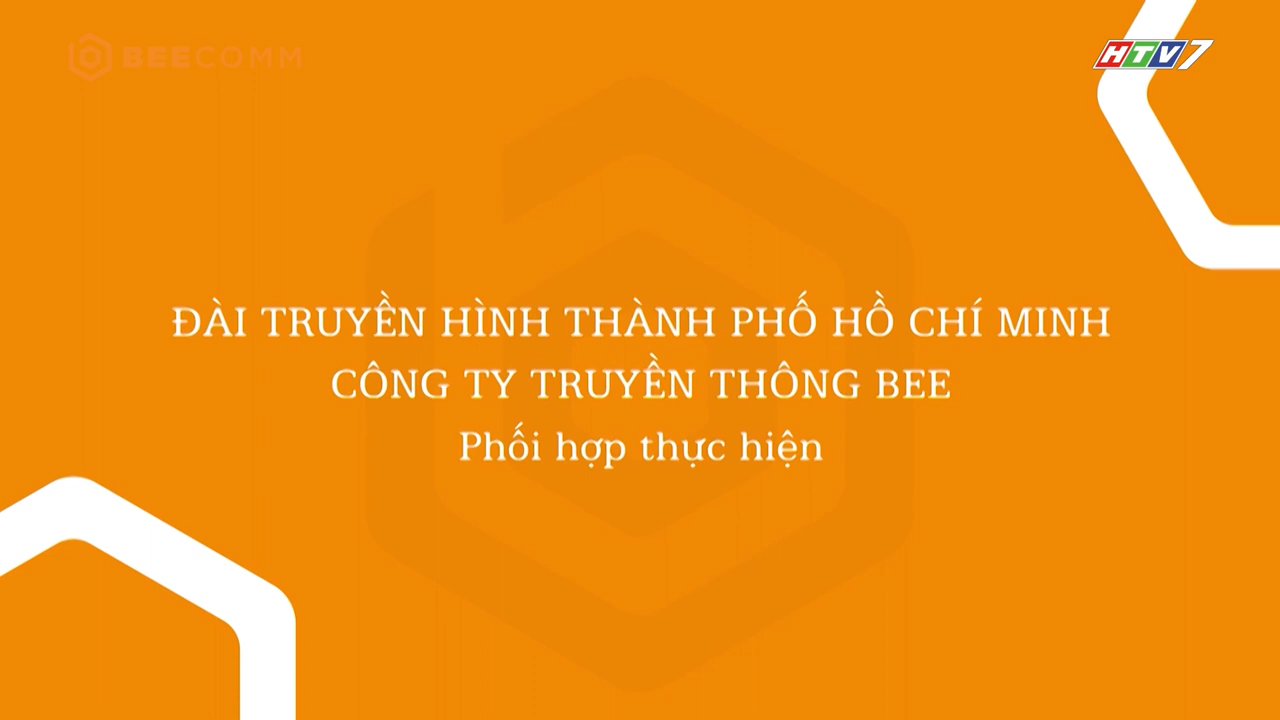 BEECOMM
HTV7
ĐÀI TRUYỀN HÌNH THÀNH PHỐ HỒ CHÍ MINH
CÔNG TY TRUYỀN THÔNG BEE
Phối hợp thực hiện